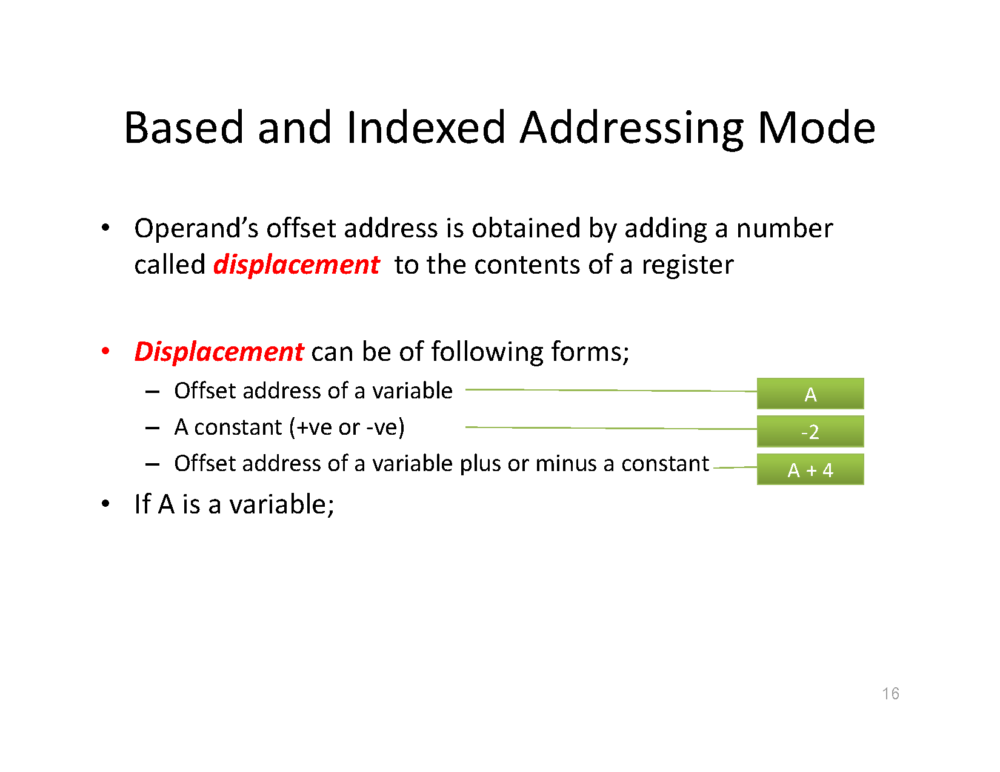 Based and Indexed Addressing Mode
• Operand’s offset address is obtained by adding a number
called displacement to the contents of a register
• Displacement can be of following forms;
– Offset address of a variable
A
– A constant (+ve or -ve)
-2
– Offset address of a variable plus or minus a constant
A + 4
• If A is a variable;
16